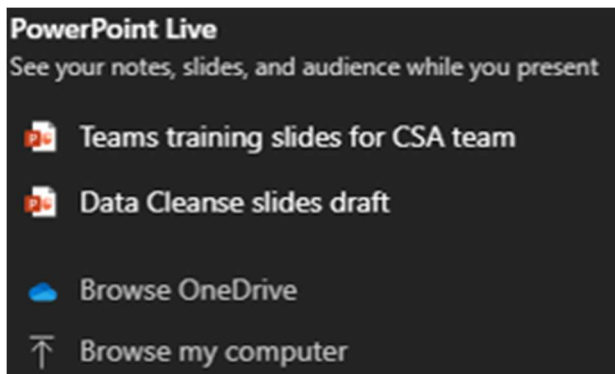 PowerPoint Live
See your notes, slides, and audience while you present
Teams training slides for CSA team
Data Cleanse slides draft
Browse OneDrive
Browse my computer